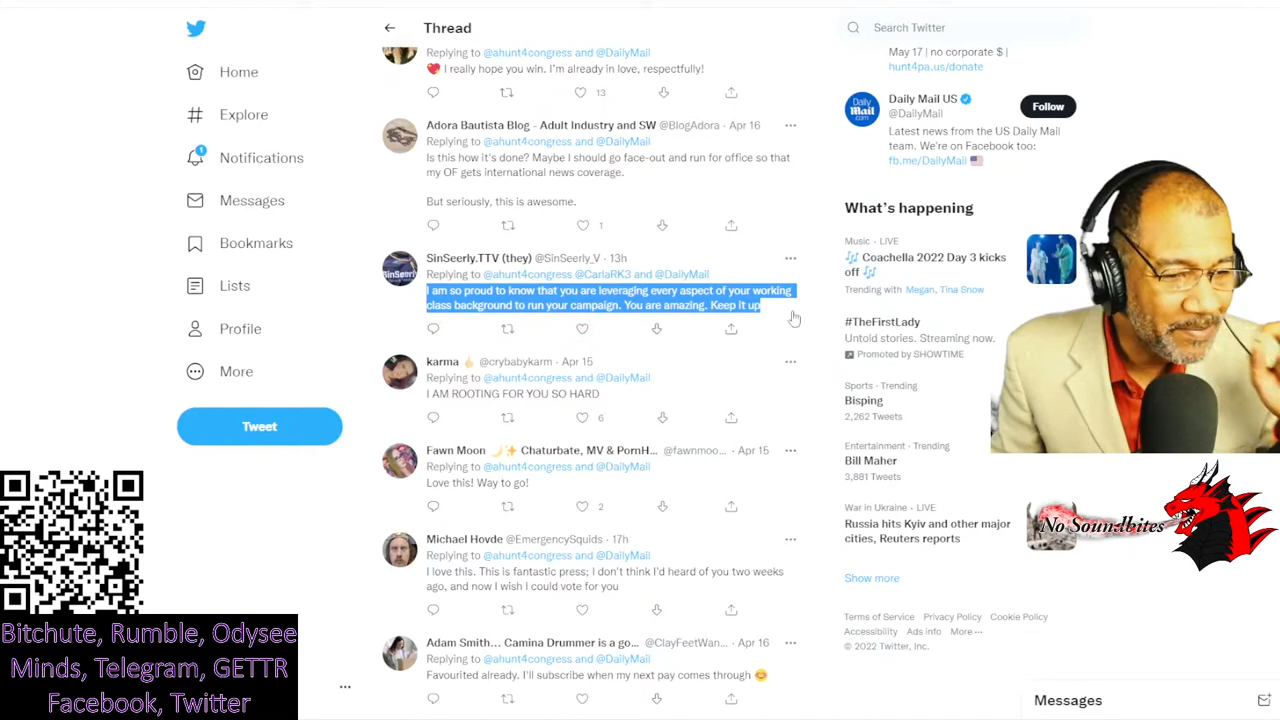 Thread
Search Twitter
Home
Explore
1
Notifications
Messages
Bookmarks
Lists
Profile
More
Tweet
Replying to @ahunt4congress and @DailyMail
💖 I really hope you win. I'm already in love, respectfully!
13
Adora Bautista Blog - Adult Industry and SW @BlogAdora · Apr 16
Replying to @ahunt4congress and @DailyMail
Is this how it's done? Maybe I should go face-out and run for office so that
my OF gets international news coverage.
But seriously, this is awesome.
1
SinSeerly.TTV (they) @SinSeerly_V · 13h
Replying to @ahunt4congress @CarlaRK3 and @DailyMail
I am so proud to know that you are leveraging every aspect of your working
class background to run your campaign. You are amazing. Keep it up
SinSeerly
karma 🤞 @crybabykarm · Apr 15
Replying to @ahunt4congress and @DailyMail
I AM ROOTING FOR YOU SO HARD
6
Fawn Moon 🌙✨ Chaturbate, MV & PornH... @fawnmoo... · Apr 15
Replying to @ahunt4congress and @DailyMail
Love this! Way to go!
2
Michael Hovde @EmergencySquids · 17h
Replying to @ahunt4congress and @DailyMail
I love this. This is fantastic press; I don't think I'd heard of you two weeks
ago, and now I wish I could vote for you
Adam Smith... Camina Drummer is a go... @ClayFeetWan... · Apr 16
Replying to @ahunt4congress and @DailyMail
Favourited already. I'll subscribe when my next pay comes through 😊
May 17 | no corporate $ |
hunt4pa.us/donate
Daily Mail .com
Daily Mail US
@DailyMail
Follow
Latest news from the US Daily Mail
team. We're on Facebook too:
fb.me/DailyMail 🇺🇸
What's happening
Music · LIVE
🎶 Coachella 2022 Day 3 kicks
off 🎶
Trending with Megan, Tina Snow
#TheFirstLady
Untold stories. Streaming now.
Promoted by SHOWTIME
Sports · Trending
Bisping
2,262 Tweets
Entertainment · Trending
Bill Maher
3,881 Tweets
War in Ukraine · LIVE
Russia hits Kyiv and other major
cities, Reuters reports
No Soundbites
Show more
Terms of Service Privacy Policy Cookie Policy
Accessibility Ads info More ···
© 2022 Twitter, Inc.
Messages
Bitchute, Rumble, Odysee
Minds, Telegram, GETTR
Facebook, Twitter